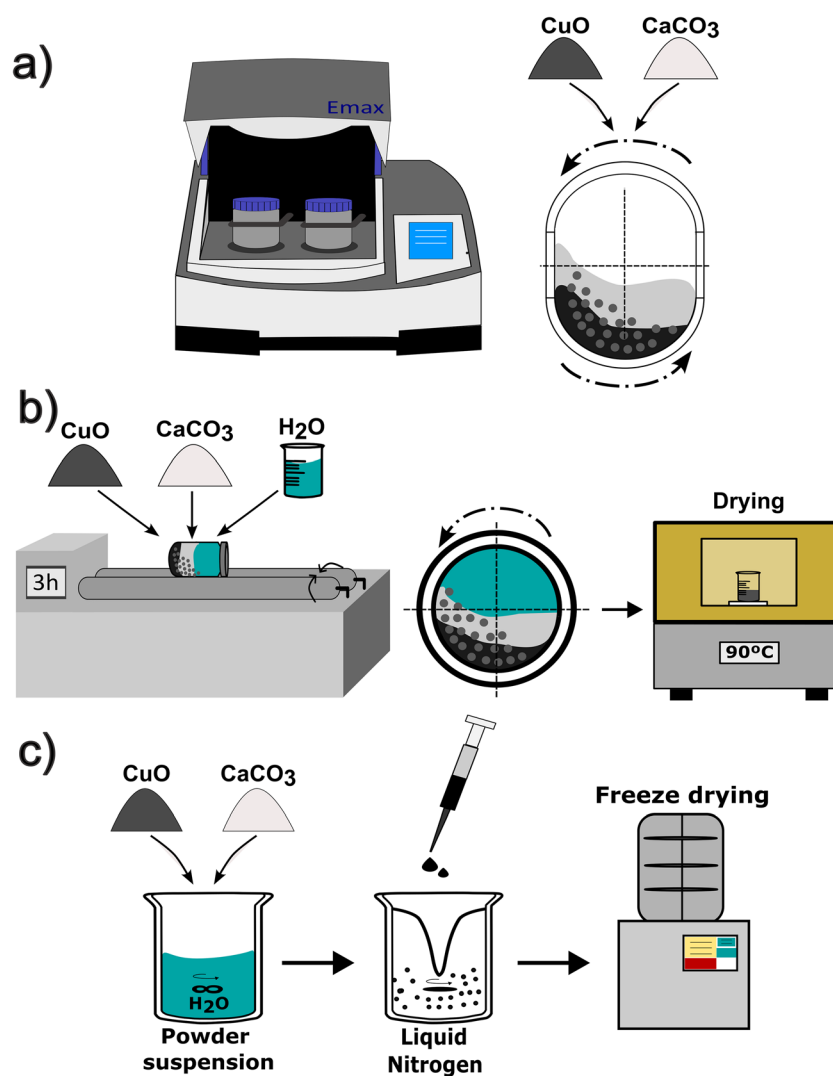 a)
CuO
CaCO3
Emax
b)
CuO
CaCO3
H2O
3h
Drying
90ºC
c)
CuO
CaCO3
Freeze drying
H2O
Powder
suspension
Liquid
Nitrogen